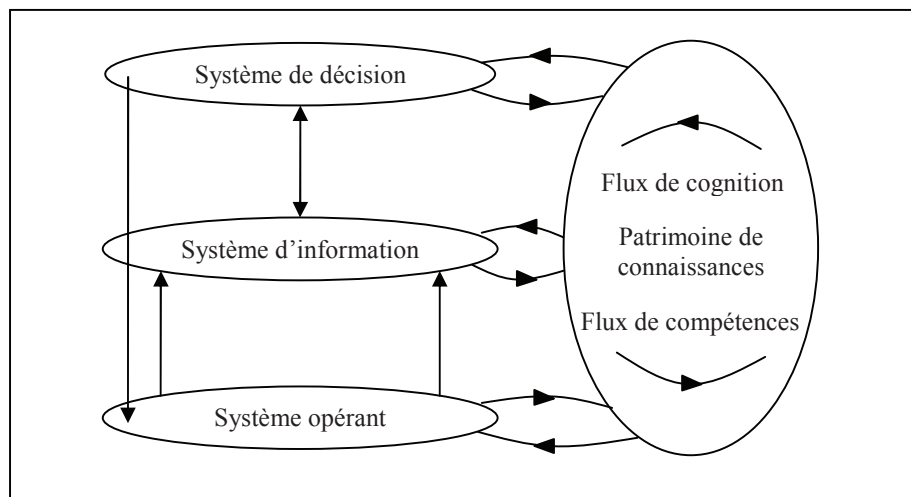 Système de décision
Flux de cognition
Système d’information
Patrimoine de
connaissances
Flux de compétences
Système opérant